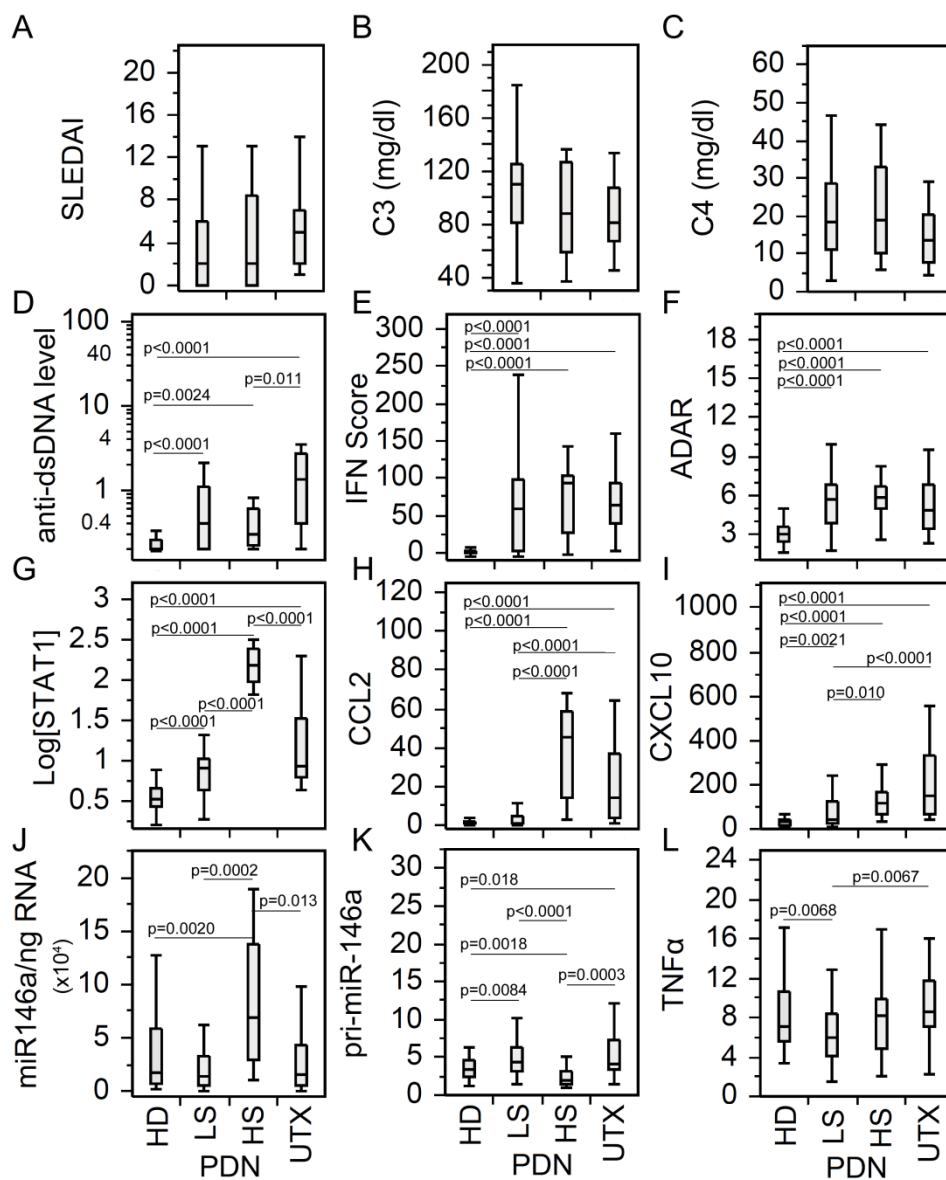 A
SLEDAI
22
20
16
12
8
4
0
B
C3 (mg/dl)
200
160
120
80
40
C
C4 (mg/dl)
60
50
40
30
20
10
0
D
anti-dsDNA level
100
40
10
4
1
0.4
p<0.0001
p=0.011
p=0.0024
p<0.0001
E
IFN Score
300
250
200
150
100
50
0
p<0.0001
p<0.0001
p<0.0001
F
ADAR
18
15
12
9
6
3
p<0.0001
p<0.0001
p<0.0001
G
Log[STAT1]
3
2.5
2
1.5
1
0.5
p<0.0001
p<0.0001
p<0.0001
p<0.0001
p<0.0001
H
CCL2
120
100
80
60
40
20
0
p<0.0001
p<0.0001
p<0.0001
p<0.0001
I
CXCL10
1000
800
600
400
200
0
p<0.0001
p<0.0001
p=0.0021
p<0.0001
p=0.010
J
miR146a/ng RNA
(x10⁴)
20
15
10
5
0
p=0.0002
p=0.013
p=0.0020
HD
LS
HS
UTX
PDN
K
pri-miR-146a
30
25
20
15
10
5
0
p=0.018
p<0.0001
p=0.0018
p=0.0003
p=0.0084
HD
LS
HS
UTX
PDN
L
TNFα
24
20
16
12
8
4
0
p=0.0067
p=0.0068
HD
LS
HS
UTX
PDN